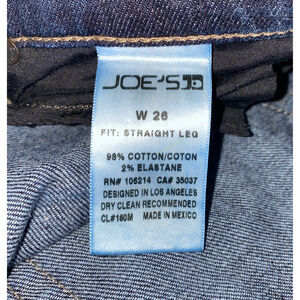 JOE'S
W 26
FIT: STRAIGHT LEG
98% COTTON/COTON
2% ELASTANE
RN# 106214 CA# 35037
DESIGNED IN LOS ANGELES
DRY CLEAN RECOMMENDED
CL#160M MADE IN MEXICO